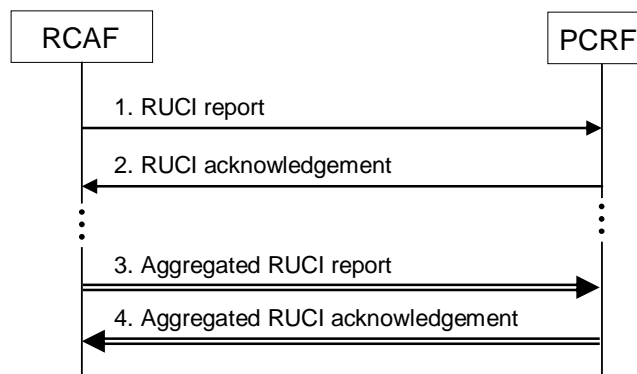 RCAF
PCRF
1. RUCI report
2. RUCI acknowledgement
3. Aggregated RUCI report
4. Aggregated RUCI acknowledgement